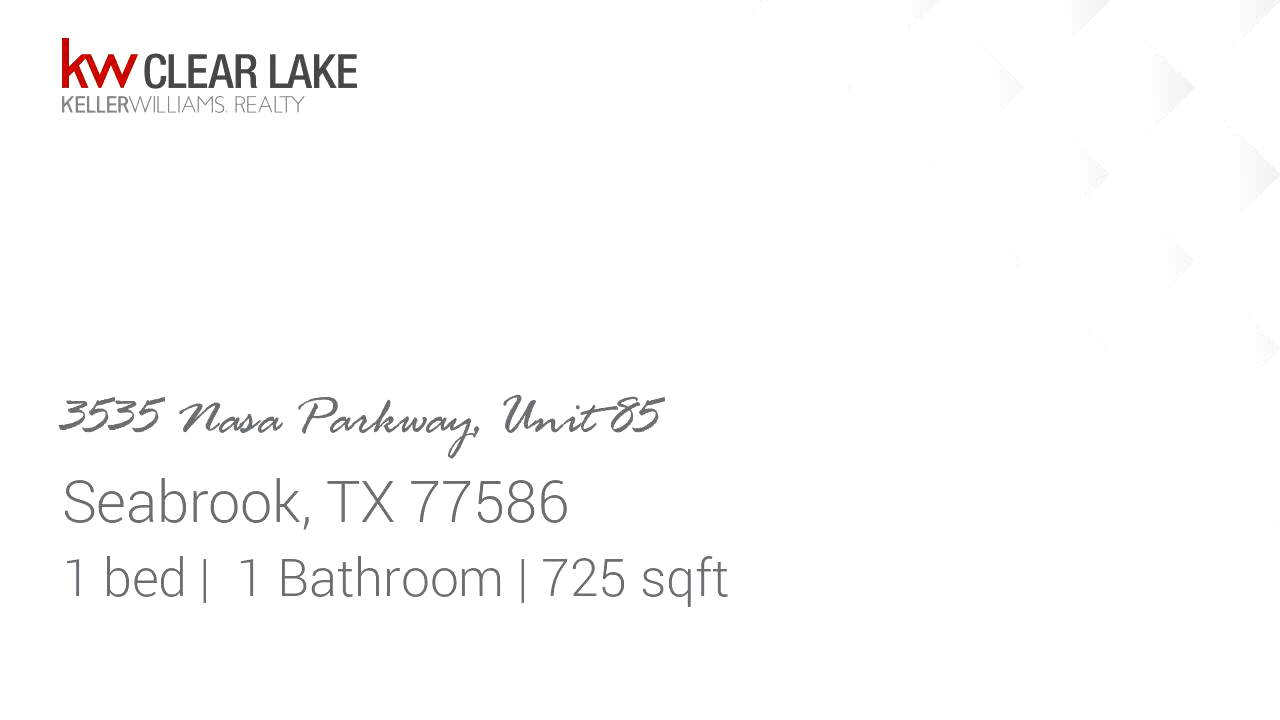 kw CLEAR LAKE
KELLERWILLIAMS. REALTY
3535 Nasa Parkway, Unit 85
Seabrook, TX 77586
1 bed | 1 Bathroom | 725 sqft